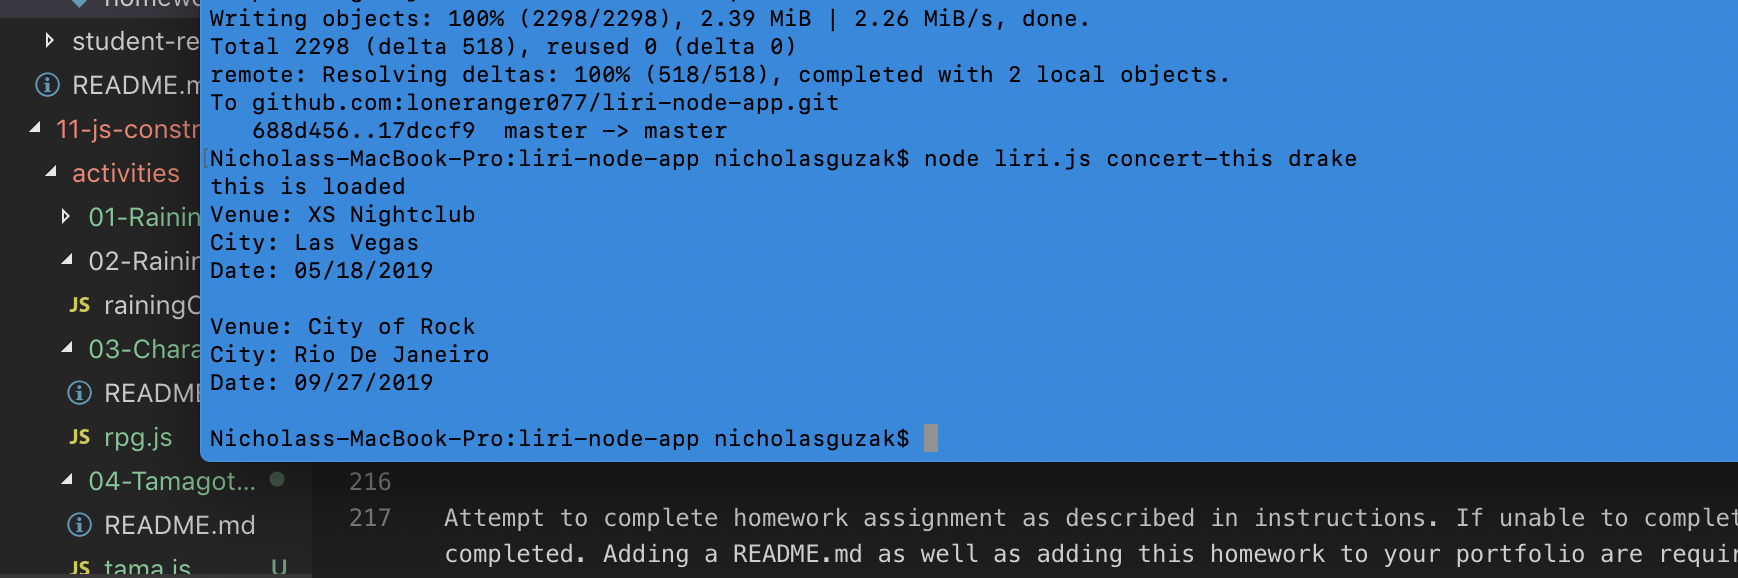 student-re
README.m
11-js-constr
activities
01-Rainin
02-Rainin
JS rainingC
03-Chara
README
JS rpg.js
04-Tamagot...
README.md
JS tama.js U
Writing objects: 100% (2298/2298), 2.39 MiB | 2.26 MiB/s, done.
Total 2298 (delta 518), reused 0 (delta 0)
remote: Resolving deltas: 100% (518/518), completed with 2 local objects.
To github.com:loneranger077/liri-node-app.git
688d456..17dccf9 master -> master
[Nicholass-MacBook-Pro:liri-node-app nicholasguzak$ node liri.js concert-this drake
this is loaded
Venue: XS Nightclub
City: Las Vegas
Date: 05/18/2019
Venue: City of Rock
City: Rio De Janeiro
Date: 09/27/2019
Nicholass-MacBook-Pro:liri-node-app nicholasguzak$
216
217 Attempt to complete homework assignment as described in instructions. If unable to complet
completed. Adding a README.md as well as adding this homework to your portfolio are requir